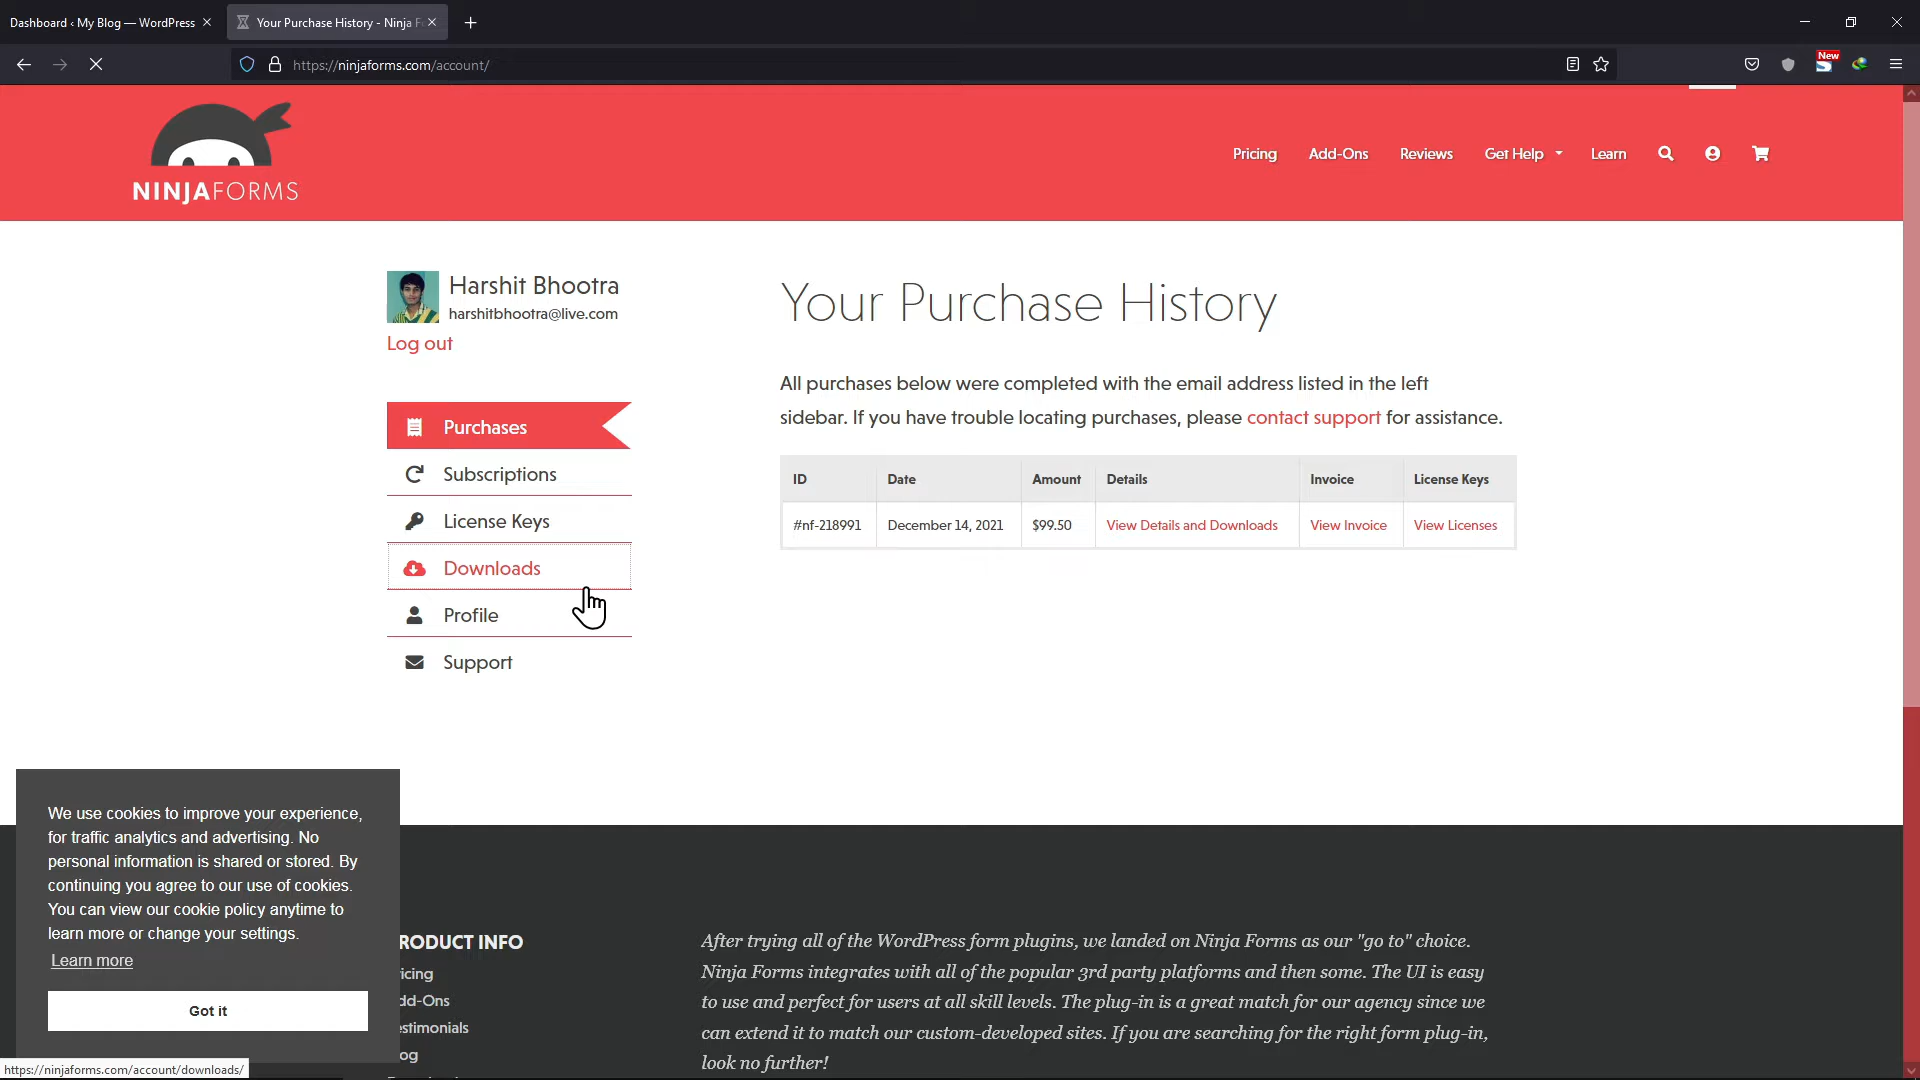 Dashboard ‹ My Blog — WordPress
Your Purchase History - Ninja F
https://ninjaforms.com/account/
New
NINJAFORMS
Pricing
Add-Ons
Reviews
Get Help
Learn
Harshit Bhootra
harshitbhootra@live.com
Log out
Purchases
Subscriptions
License Keys
Downloads
Profile
Support
Your Purchase History
All purchases below were completed with the email address listed in the left
sidebar. If you have trouble locating purchases, please contact support for assistance.
ID Date Amount Details Invoice License Keys
#nf-218991 December 14, 2021 $99.50 View Details and Downloads View Invoice View Licenses
We use cookies to improve your experience,
for traffic analytics and advertising. No
personal information is shared or stored. By
continuing you agree to our use of cookies.
You can view our cookie policy anytime to
learn more or change your settings.
Learn more
Got it
RODUCT INFO
ricing
dd-Ons
estimonials
log
After trying all of the WordPress form plugins, we landed on Ninja Forms as our "go to" choice.
Ninja Forms integrates with all of the popular 3rd party platforms and then some. The UI is easy
to use and perfect for users at all skill levels. The plug-in is a great match for our agency since we
can extend it to match our custom-developed sites. If you are searching for the right form plug-in,
look no further!
https://ninjaforms.com/account/downloads/